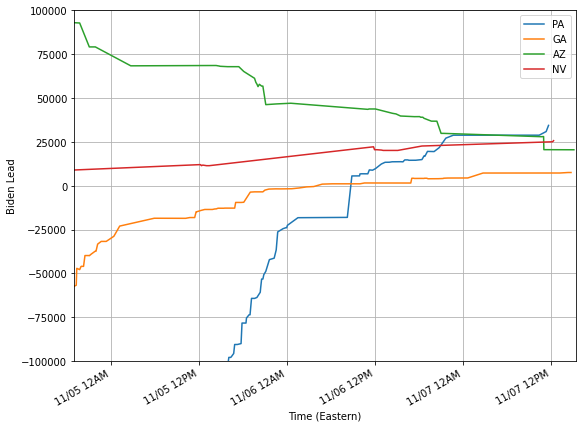 100000
75000
50000
25000
0
−25000
−50000
−75000
−100000
Biden Lead
PA
GA
AZ
NV
11/05 12AM
11/05 12PM
11/06 12AM
11/06 12PM
11/07 12AM
11/07 12PM
Time (Eastern)